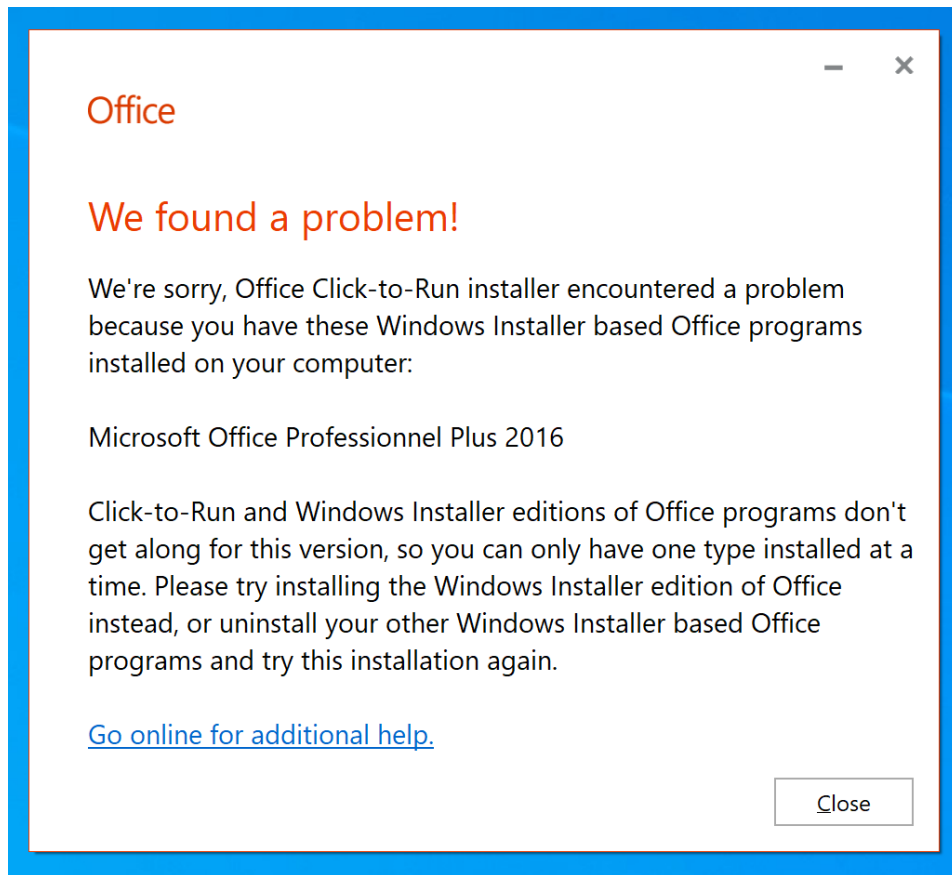 Office
We found a problem!
We're sorry, Office Click-to-Run installer encountered a problem
because you have these Windows Installer based Office programs
installed on your computer:
Microsoft Office Professionnel Plus 2016
Click-to-Run and Windows Installer editions of Office programs don't
get along for this version, so you can only have one type installed at a
time. Please try installing the Windows Installer edition of Office
instead, or uninstall your other Windows Installer based Office
programs and try this installation again.
Go online for additional help.
Close